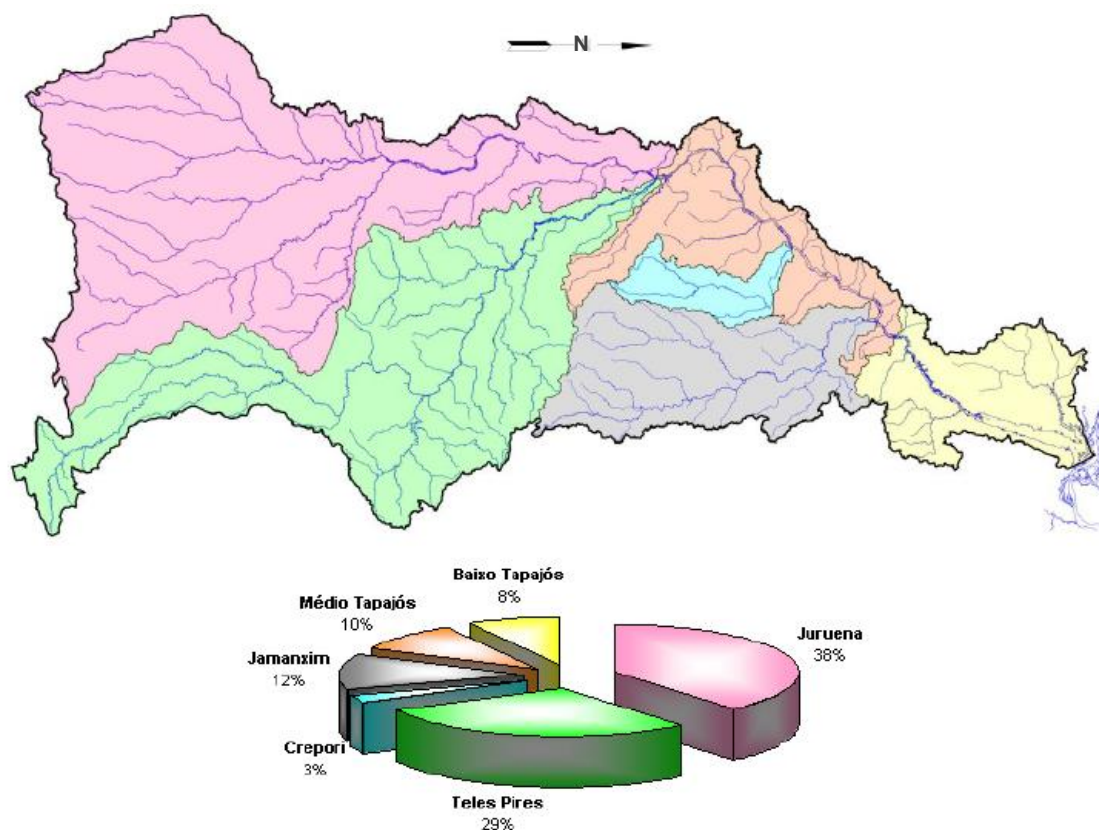 N
Baixo Tapajós
8%
Médio Tapajós
10%
Juruena
38%
Jamanxim
12%
Crepori
3%
Teles Pires
29%